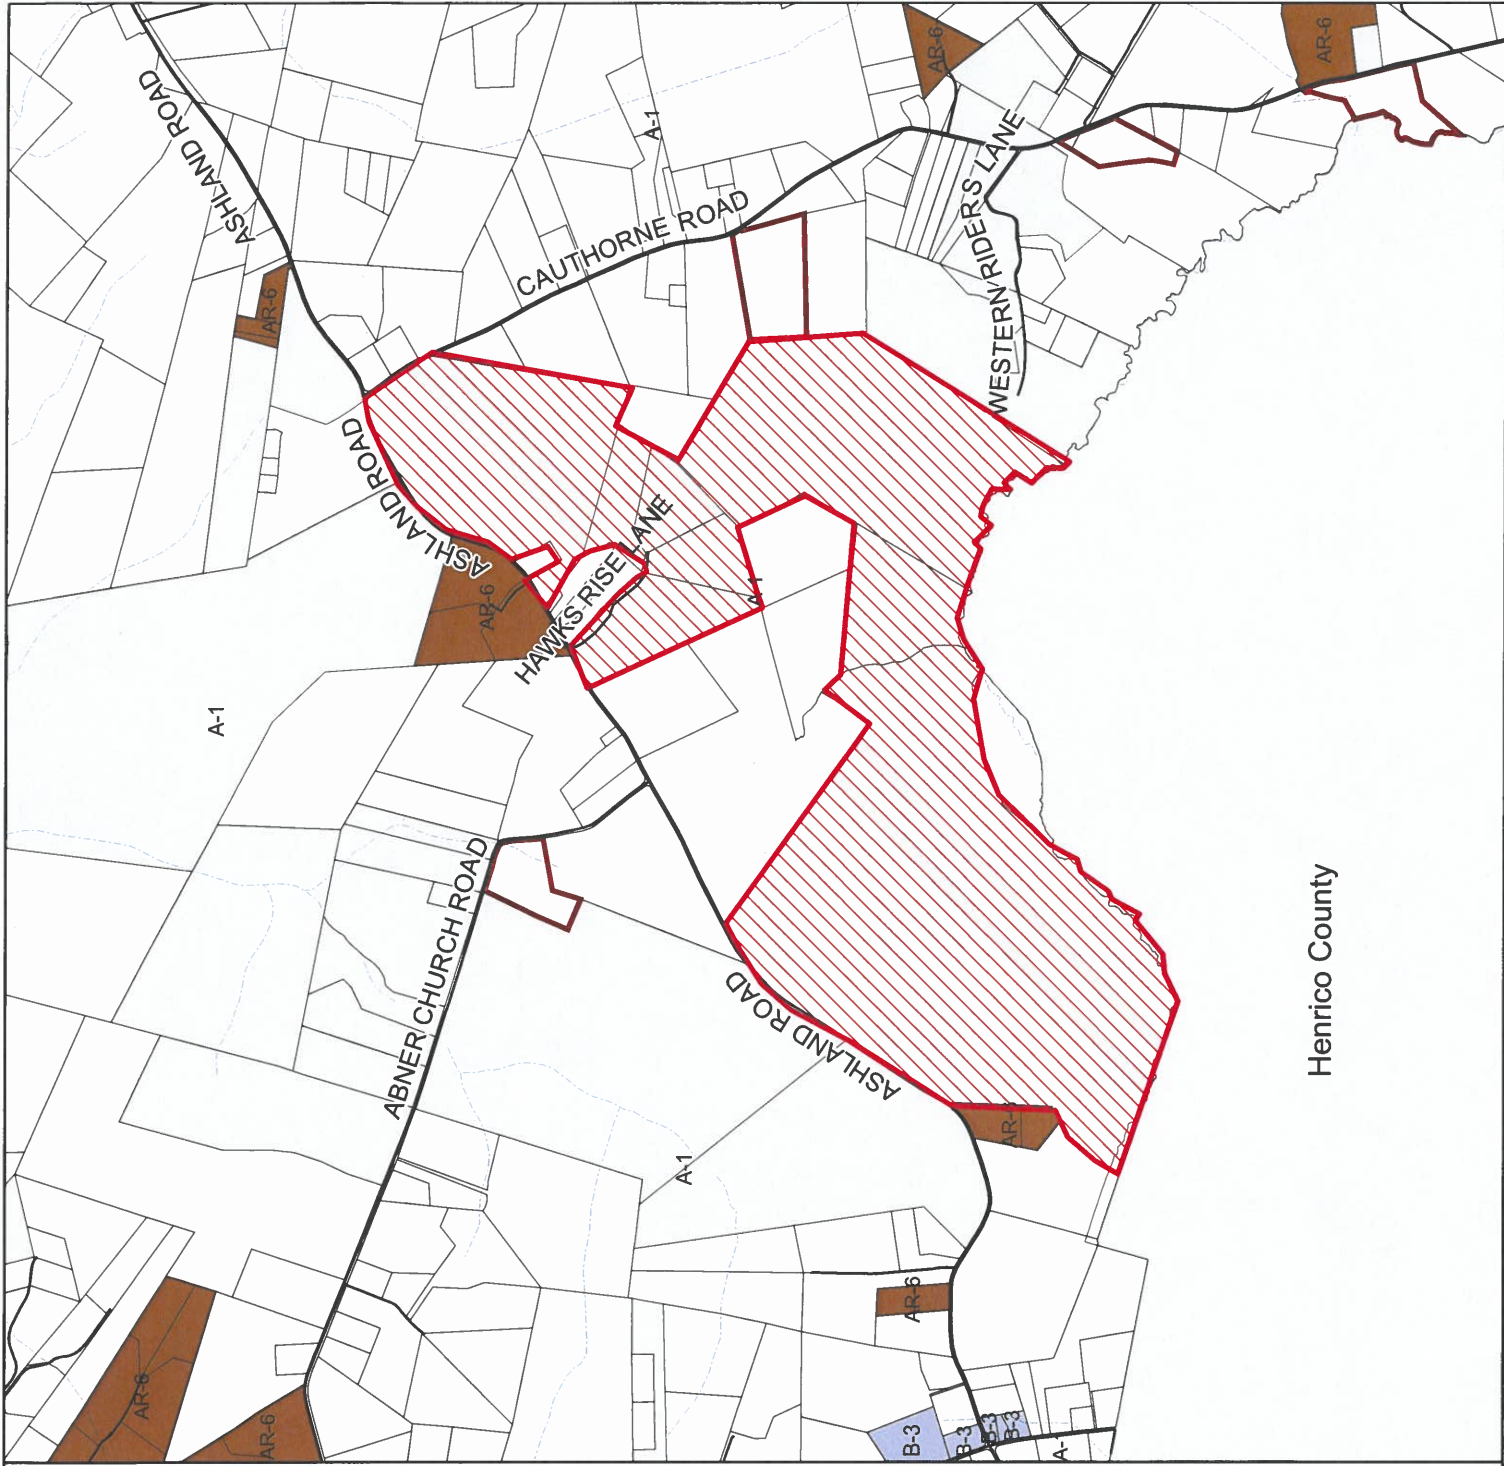 ASHLAND ROAD
AR-6
AR-6
A-1
AR-6
CAUTHORNE ROAD
WESTERN RIDERS LANE
ASHLAND ROAD
AR-6
HAWKS RISE LANE
A-1
A-1
ABNER CHURCH ROAD
ASHLAND ROAD
Henrico County
AR-6
A-1
AR-6
AR-6
AR-6
B-3
B-3
B-3
B-3